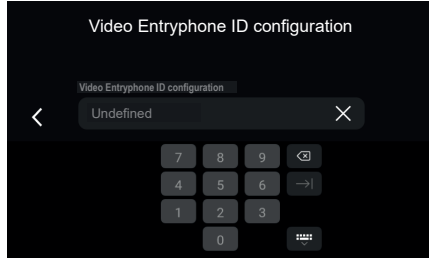 Video Entryphone ID configuration
Video Entryphone ID configuration
Undefined
7 8 9
4 5 6
1 2 3
0